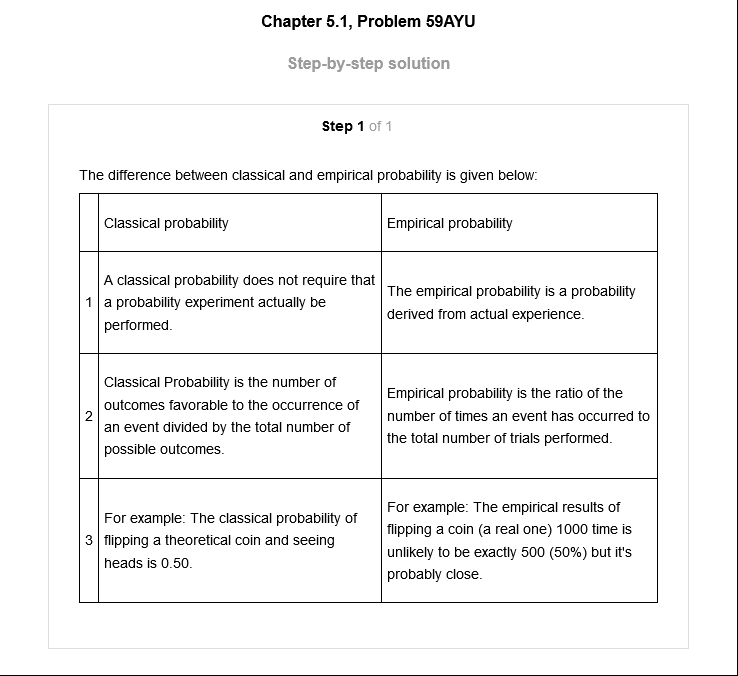 Chapter 5.1, Problem 59AYU
Step-by-step solution
Step 1 of 1
The difference between classical and empirical probability is given below:
Classical probability
Empirical probability
1
A classical probability does not require that
a probability experiment actually be
performed.
The empirical probability is a probability
derived from actual experience.
2
Classical Probability is the number of
outcomes favorable to the occurrence of
an event divided by the total number of
possible outcomes.
Empirical probability is the ratio of the
number of times an event has occurred to
the total number of trials performed.
3
For example: The classical probability of
flipping a theoretical coin and seeing
heads is 0.50.
For example: The empirical results of
flipping a coin (a real one) 1000 time is
unlikely to be exactly 500 (50%) but it's
probably close.